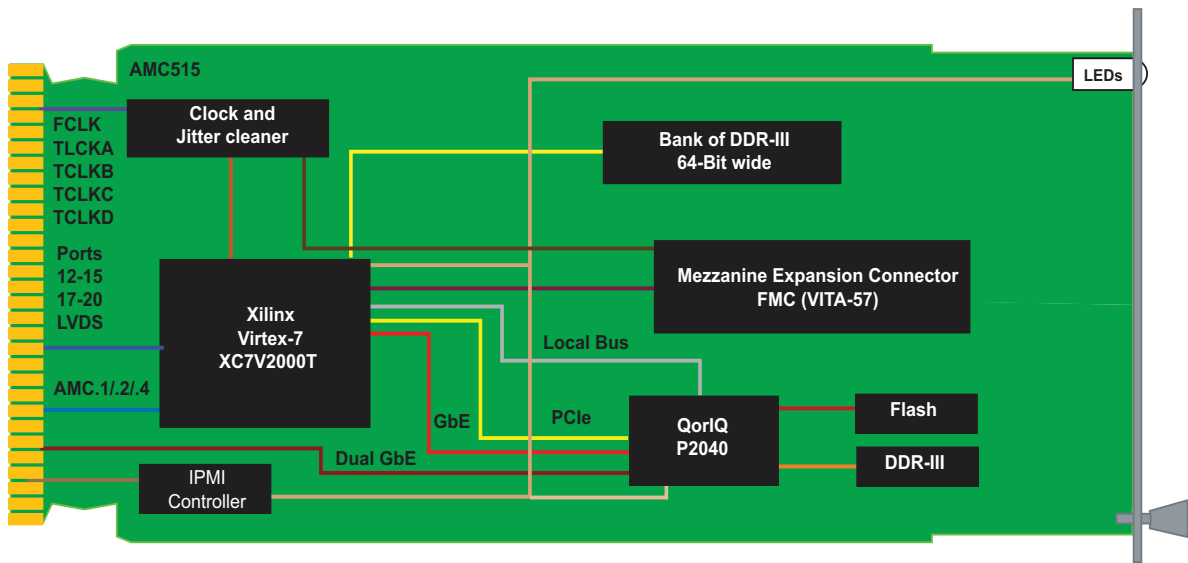 AMC515
LEDs
Clock and
Jitter cleaner
FCLK
TLCKA
TCLKB
TCLKC
TCLKD
Bank of DDR-III
64-Bit wide
Ports
12-15
17-20
LVDS
Mezzanine Expansion Connector
FMC (VITA-57)
Xilinx
Virtex-7
XC7V2000T
Local Bus
AMC.1/.2/.4
GbE
PCIe
QorIQ
P2040
Flash
Dual GbE
DDR-III
IPMI
Controller